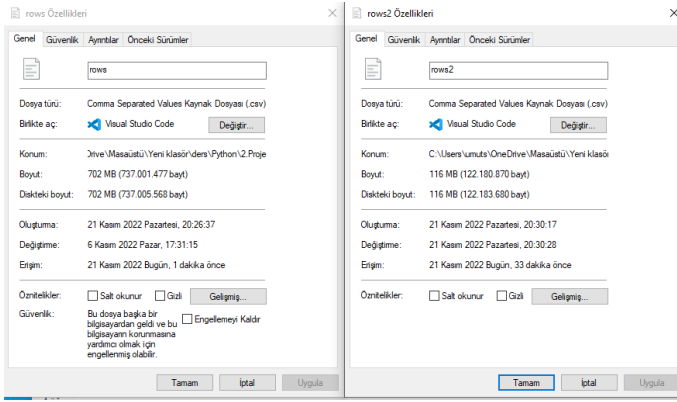 rows Özellikleri
Genel Güvenlik Ayrıntılar Önceki Sürümler
rows
Dosya türü: Comma Separated Values Kaynak Dosyası (.csv)
Birlikte aç: Visual Studio Code Değiştir...
Konum: Drive\Masaüstü\Yeni klasör\ders\Python\2.Proje
Boyut: 702 MB (737.001.477 bayt)
Diskteki boyut: 702 MB (737.005.568 bayt)
Oluşturma: 21 Kasım 2022 Pazartesi, 20:26:37
Değiştirme: 6 Kasım 2022 Pazar, 17:31:15
Erişim: 21 Kasım 2022 Bugün, 1 dakika önce
Öznitelikler: Salt okunur Gizli Gelişmiş...
Güvenlik: Bu dosya başka bir
bilgisayardan geldi ve bu
bilgisayarın korunmasına
yardımcı olmak için
engellenmiş olabilir.
Engellemeyi Kaldır
Tamam İptal Uygula
rows2 Özellikleri
Genel Güvenlik Ayrıntılar Önceki Sürümler
rows2
Dosya türü: Comma Separated Values Kaynak Dosyası (.csv)
Birlikte aç: Visual Studio Code Değiştir...
Konum: C:\Users\umuts\OneDrive\Masaüstü\Yeni klasö
Boyut: 116 MB (122.180.870 bayt)
Diskteki boyut: 116 MB (122.183.680 bayt)
Oluşturma: 21 Kasım 2022 Pazartesi, 20:30:17
Değiştirme: 21 Kasım 2022 Pazartesi, 20:30:28
Erişim: 21 Kasım 2022 Bugün, 33 dakika önce
Öznitelikler: Salt okunur Gizli Gelişmiş...
Tamam İptal Uygula